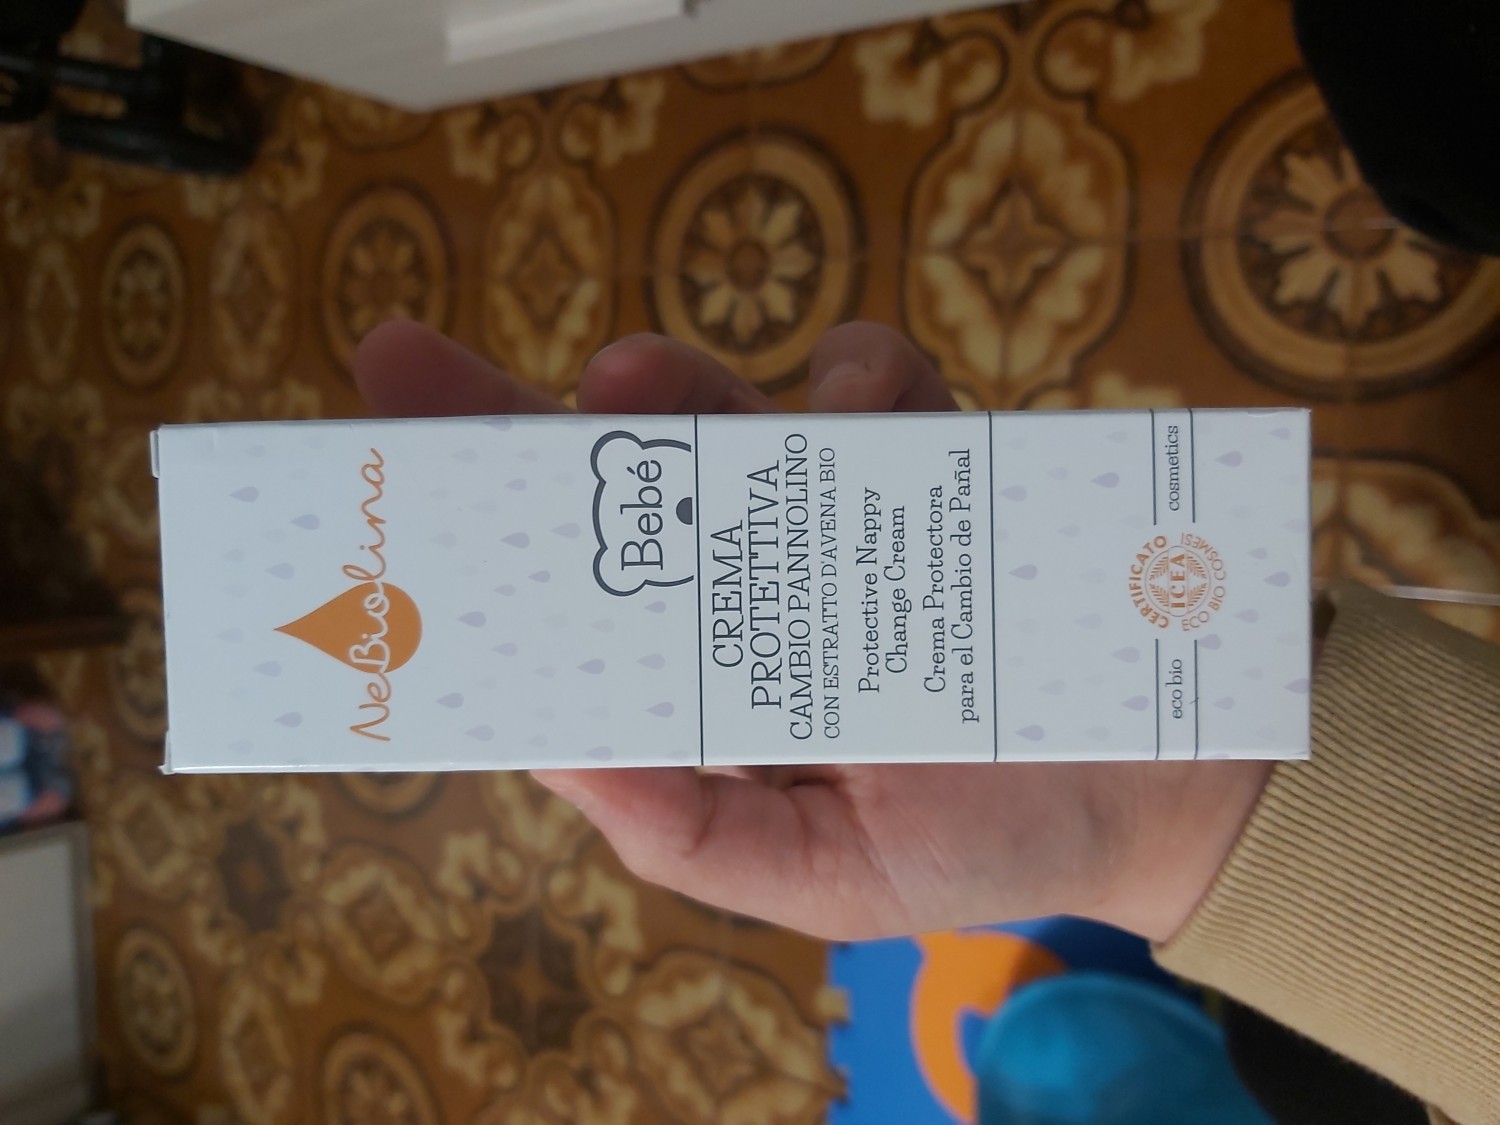 NeBiolina
Bebé
CREMA
PROTETTIVA
CAMBIO PANNOLINO
CON ESTRATTO D'AVENA BIO
Protective Nappy
Change Cream
Crema Protectora
para el Cambio de Pañal
eco bio
CERTIFICATO
ICEA
ECO BIO COSMESI
cosmetics